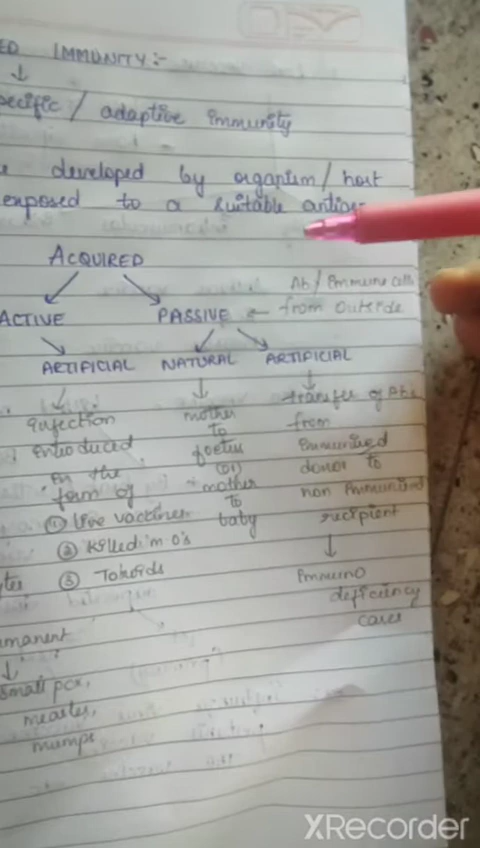 ED IMMUNITY:-
↓
pecific / adaptive immunity
developed by organism / host
exposed to a suitable antigen
ACQUIRED
ACTIVE
PASSIVE ← Ab/ Immune cells from outside
ARTIFICIAL
NATURAL
ARTIFICIAL
↓
Infection
introduced
in the
form of
① live vaccines
② killed m'o's
③ Toxoids
↓
mother
to
foetus
(or)
mother
to
baby
↓
transfer of Abs
from
immunized
donor to
non immunized
recipient
↓
Immuno
deficiency
cases
manent
↓
small pox,
measles,
mumps
XRecorder